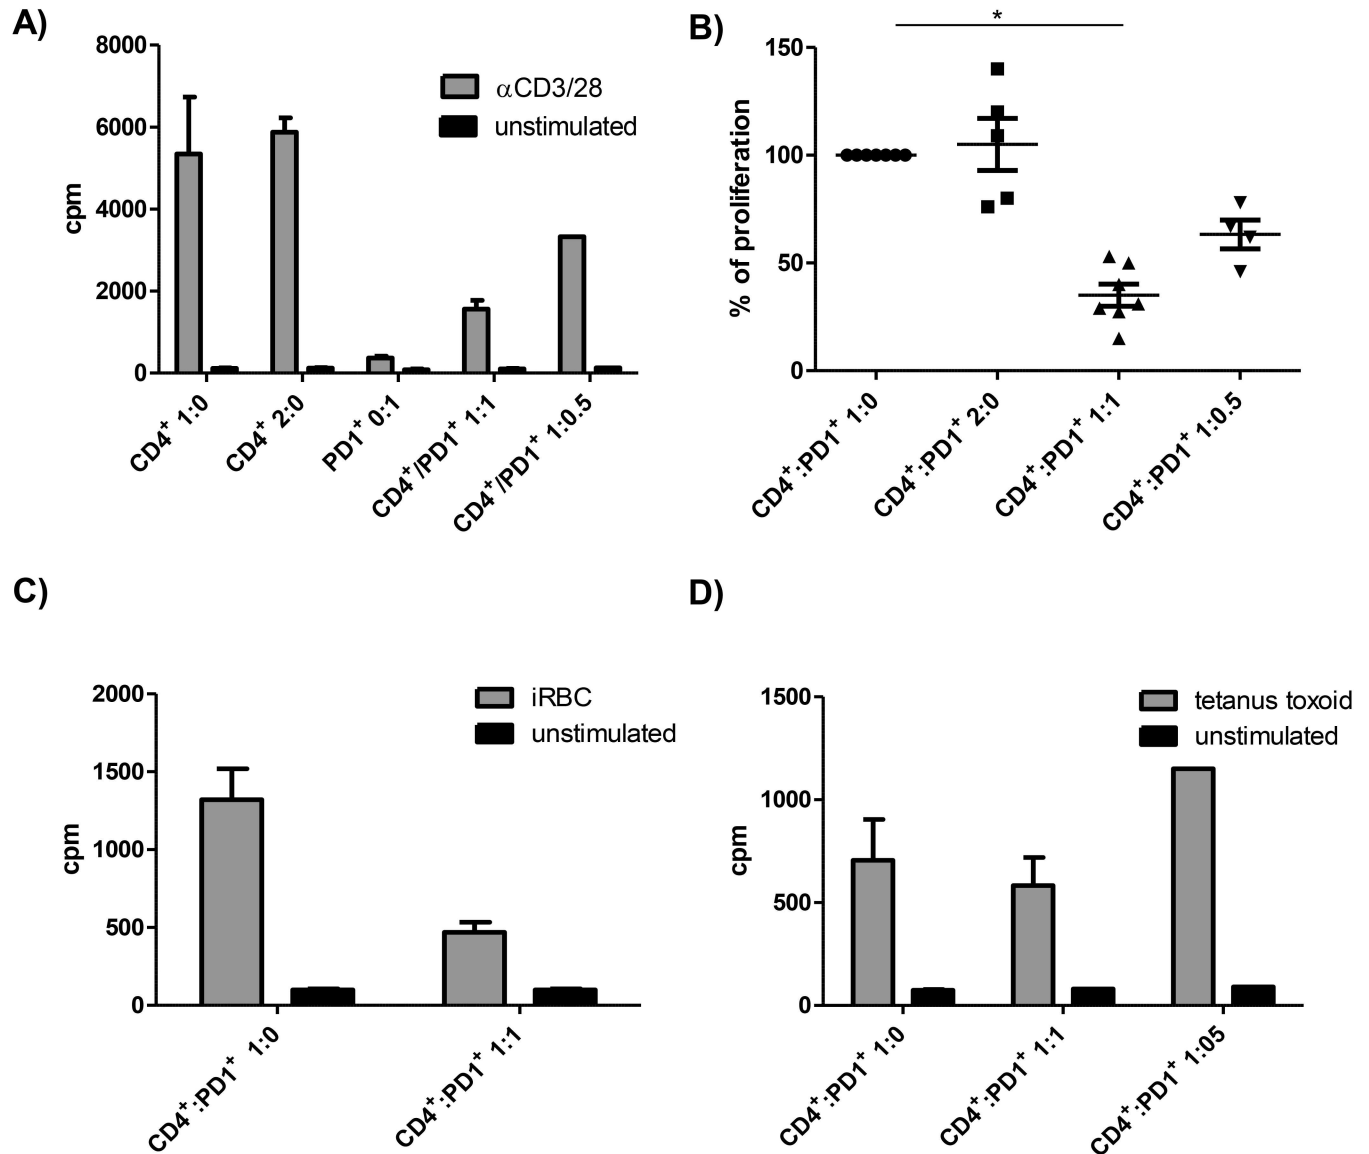 A)
8000
6000
4000
2000
0
cpm
αCD3/28
unstimulated
CD4⁺ 1:0
CD4⁺ 2:0
PD1⁺ 0:1
CD4⁺/PD1⁺ 1:1
CD4⁺/PD1⁺ 1:0.5
B)
*
150
100
50
0
% of proliferation
CD4⁺:PD1⁺ 1:0
CD4⁺:PD1⁺ 2:0
CD4⁺:PD1⁺ 1:1
CD4⁺:PD1⁺ 1:0.5
C)
2000
1500
1000
500
0
cpm
iRBC
unstimulated
CD4⁺:PD1⁺ 1:0
CD4⁺:PD1⁺ 1:1
D)
1500
1000
500
0
cpm
tetanus toxoid
unstimulated
CD4⁺:PD1⁺ 1:0
CD4⁺:PD1⁺ 1:1
CD4⁺:PD1⁺ 1:05